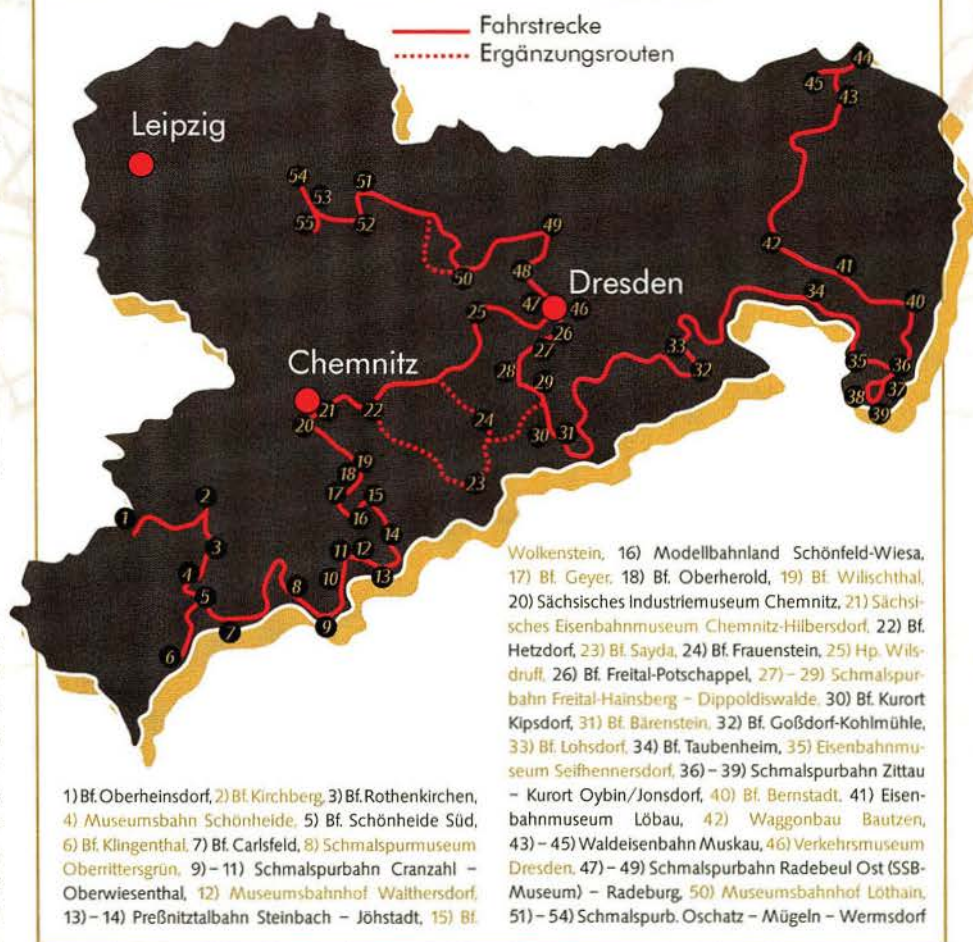 Fahrstrecke
Ergänzungsrouten
Leipzig
Dresden
Chemnitz
44
45
43
54
53
51
55
52
49
42
50
48
41
34
47
46
40
25
26
27
33
35
36
28
32
37
29
38
21
22
39
20
24
30
31
19
18
23
17
15
2
16
1
14
3
11
12
4
10
13
5
8
7
9
6
1) Bf. Oberheinsdorf, 2) Bf. Kirchberg, 3) Bf. Rothenkirchen,
4) Museumsbahn Schönheide, 5) Bf. Schönheide Süd,
6) Bf. Klingenthal, 7) Bf. Carlsfeld, 8) Schmalspurmuseum
Oberrittersgrün, 9) – 11) Schmalspurbahn Cranzahl –
Oberwiesenthal, 12) Museumsbahnhof Walthersdorf,
13) – 14) Preßnitztalbahn Steinbach – Jöhstadt, 15) Bf.
Wolkenstein, 16) Modellbahnland Schönfeld-Wiesa,
17) Bf. Geyer, 18) Bf. Oberherold, 19) Bf. Wilischthal,
20) Sächsisches Industriemuseum Chemnitz, 21) Sächsi-
sches Eisenbahnmuseum Chemnitz-Hilbersdorf, 22) Bf.
Hetzdorf, 23) Bf. Sayda, 24) Bf. Frauenstein, 25) Hp. Wils-
druff, 26) Bf. Freital-Potschappel, 27) – 29) Schmalspur-
bahn Freital-Hainsberg – Dippoldiswalde, 30) Bf. Kurort
Kipsdorf, 31) Bf. Bärenstein, 32) Bf. Goßdorf-Kohlmühle,
33) Bf. Lohsdorf, 34) Bf. Taubenheim, 35) Eisenbahnmu-
seum Seifhennersdorf, 36) – 39) Schmalspurbahn Zittau
– Kurort Oybin/Jonsdorf, 40) Bf. Bernstadt, 41) Eisen-
bahnmuseum Löbau, 42) Waggonbau Bautzen,
43) – 45) Waldeisenbahn Muskau, 46) Verkehrsmuseum
Dresden, 47) – 49) Schmalspurbahn Radebeul Ost (SSB-
Museum) – Radeburg, 50) Museumsbahnhof Löthain,
51) – 54) Schmalspurb. Oschatz – Mügeln – Wermsdorf